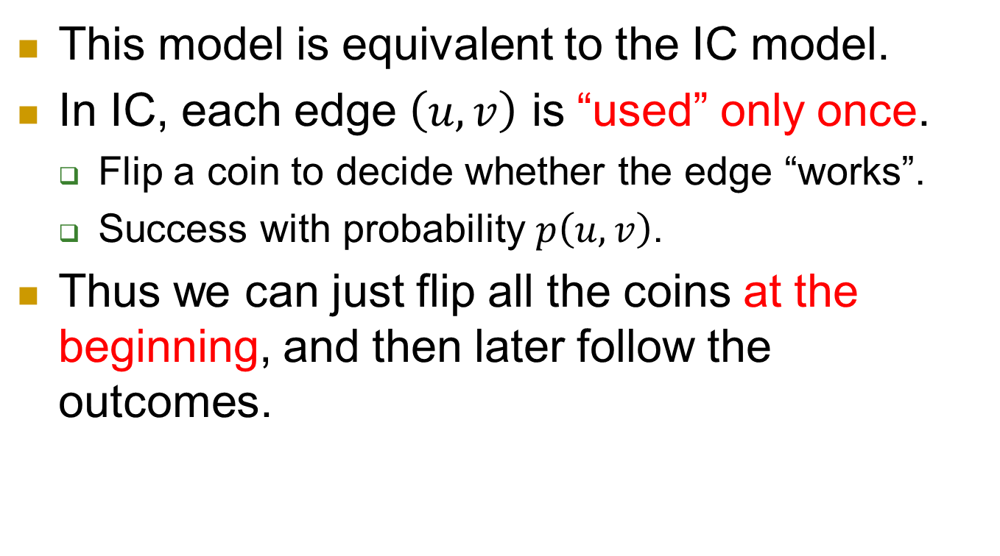 This model is equivalent to the IC model.
In IC, each edge (𝑢, 𝑣) is “used” only once.
Flip a coin to decide whether the edge “works”.
Success with probability 𝑝(𝑢, 𝑣).
Thus we can just flip all the coins at the
beginning, and then later follow the
outcomes.